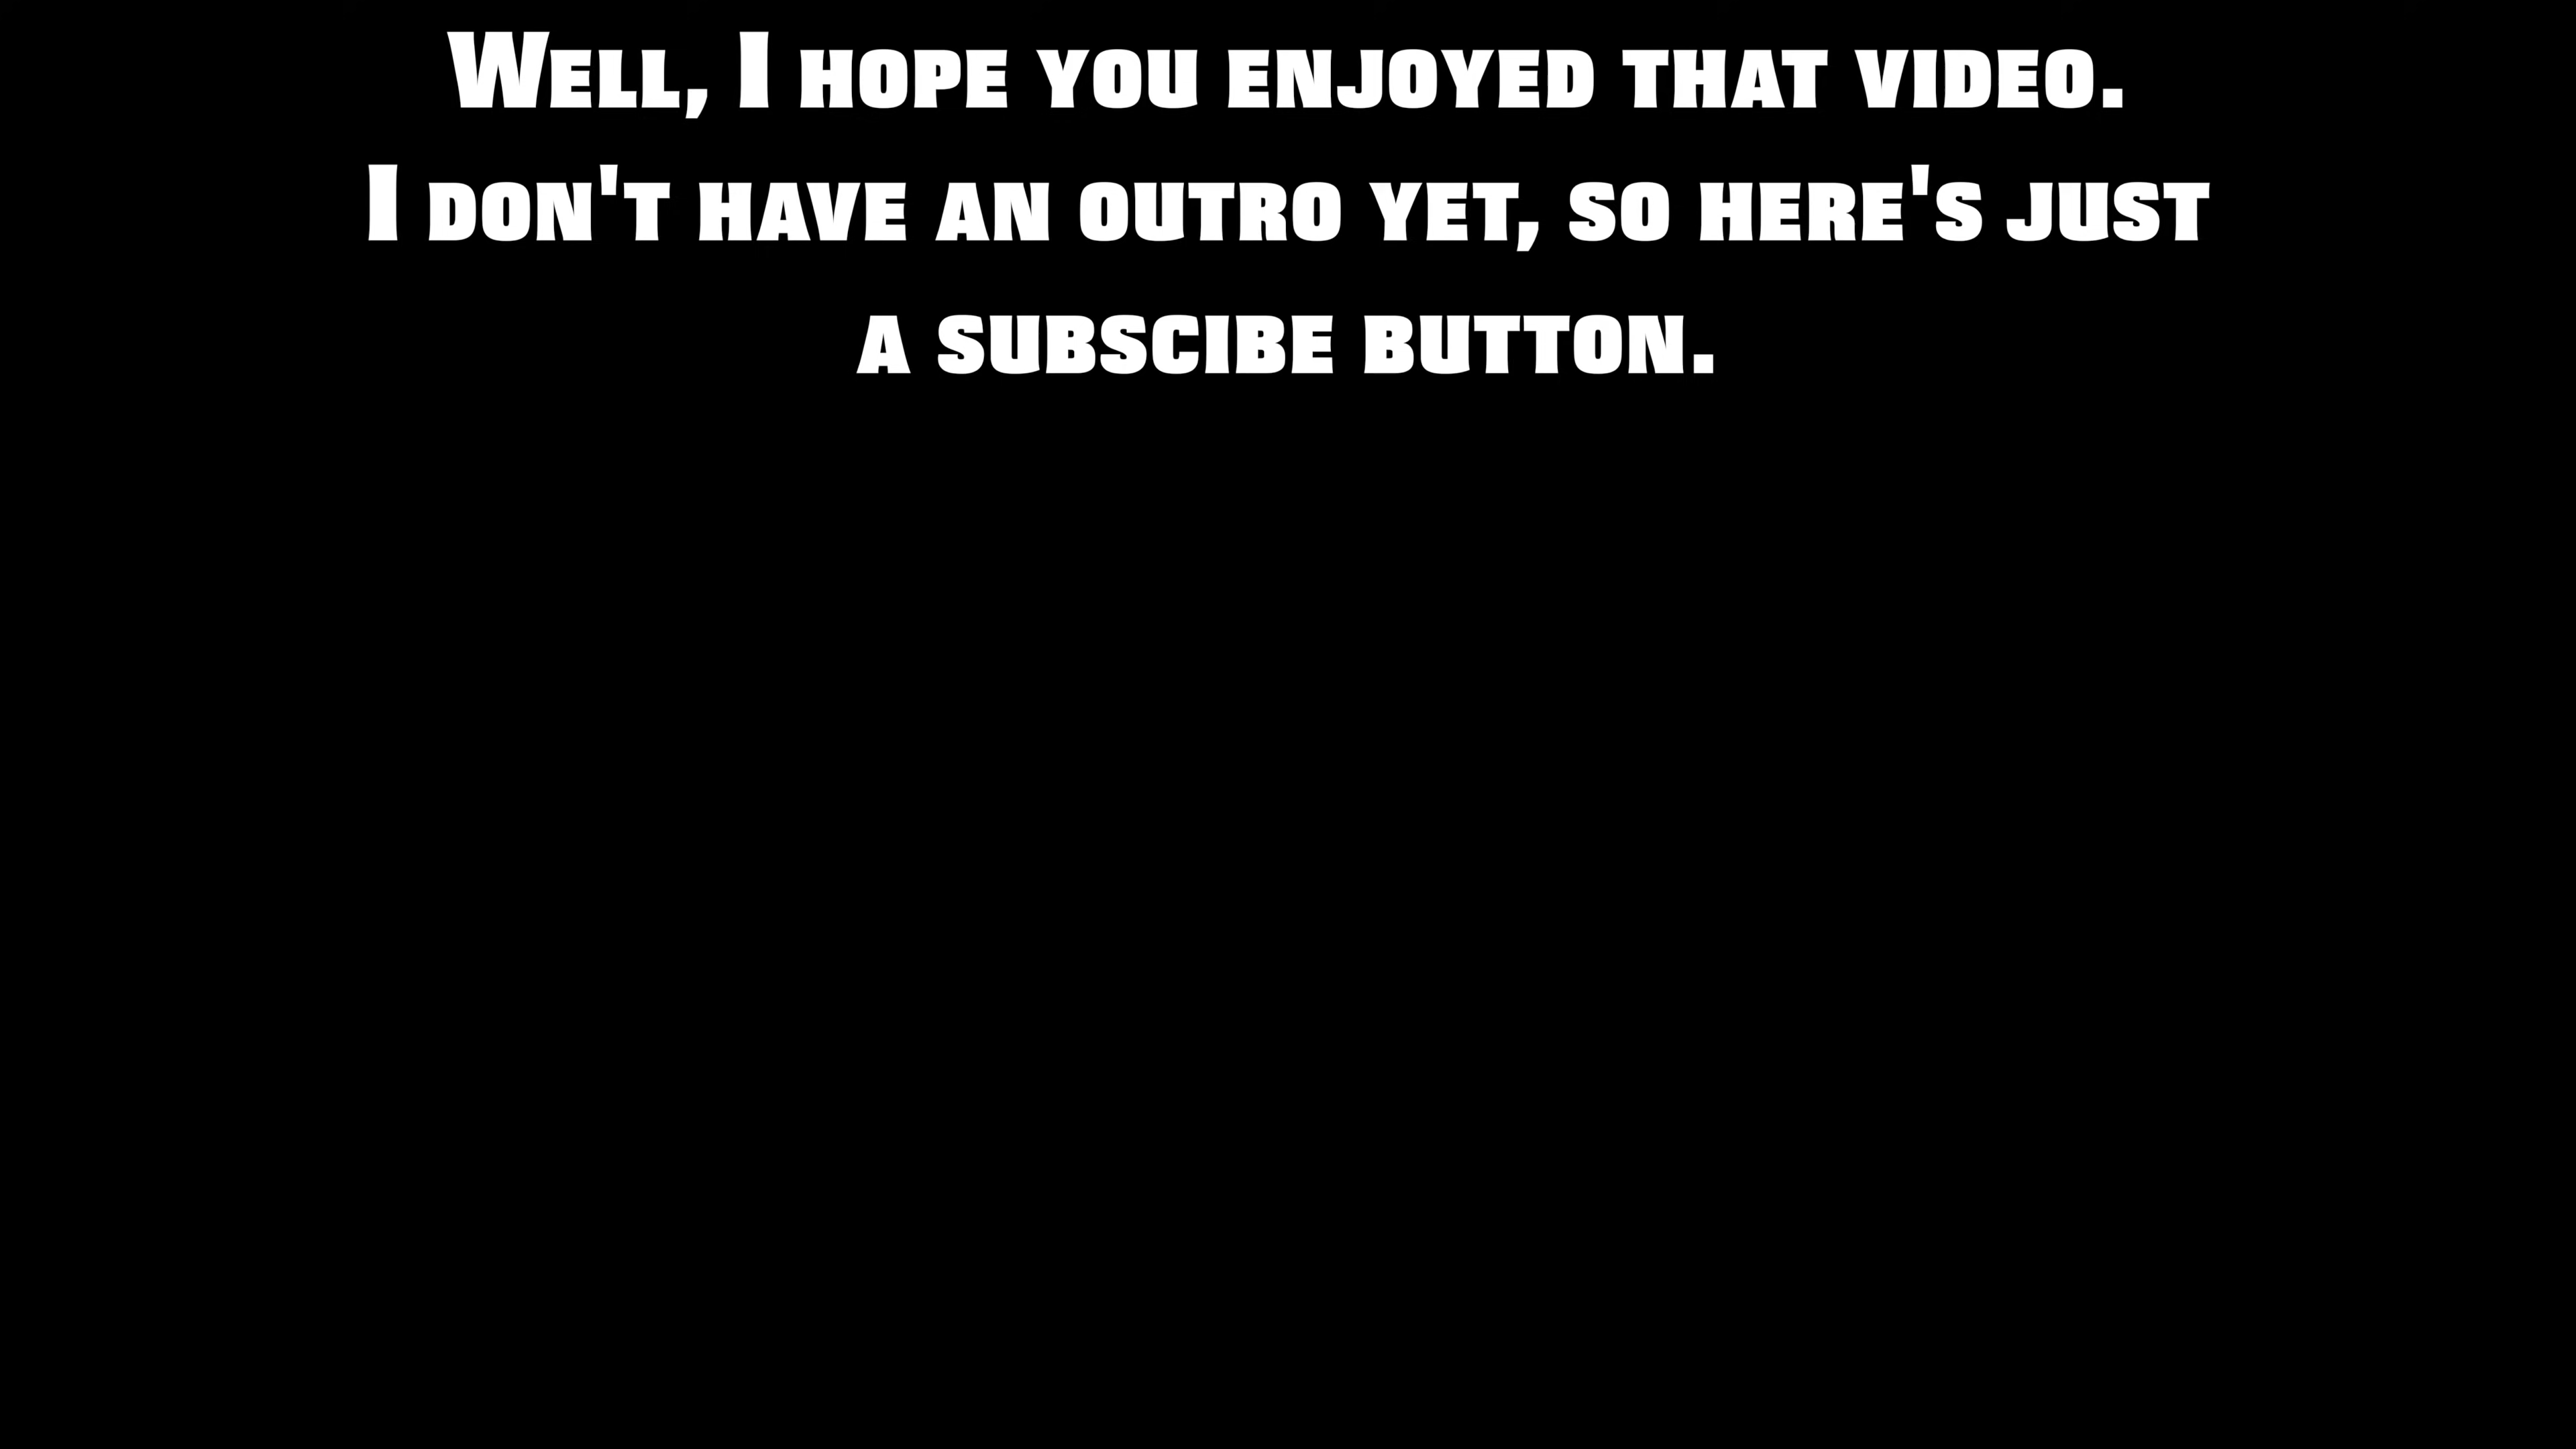 Well, I hope you enjoyed that video.
I don't have an outro yet, so here's just
a subscibe button.